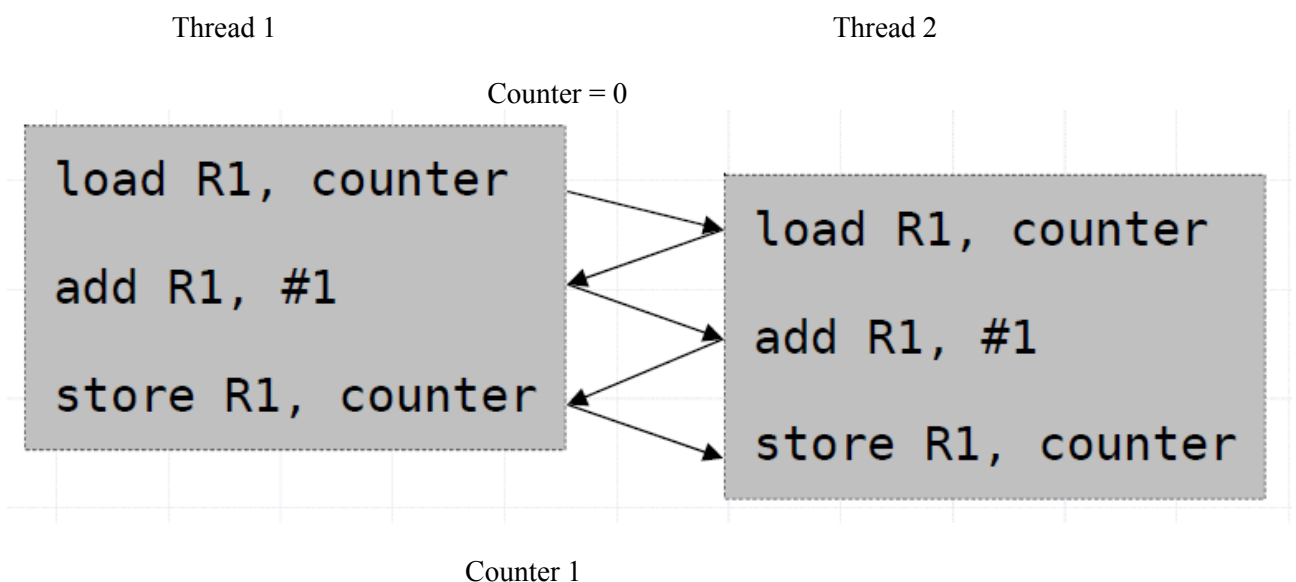 Thread 1
Thread 2
Counter = 0
load R1, counter
add R1, #1
store R1, counter
load R1, counter
add R1, #1
store R1, counter
Counter 1